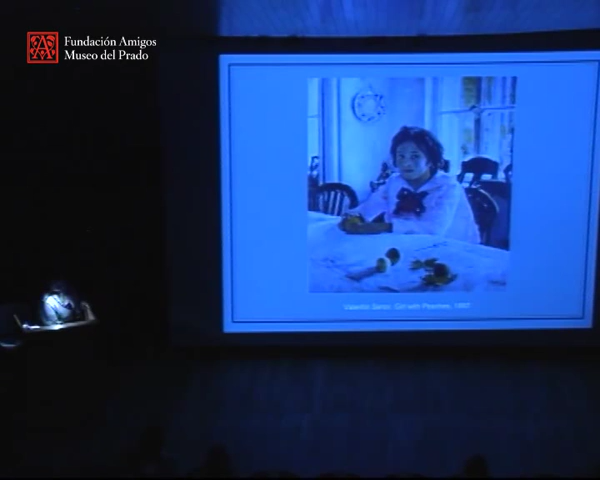 Fundación Amigos
Museo del Prado
Valentin Serov, Girl with Peaches, 1887